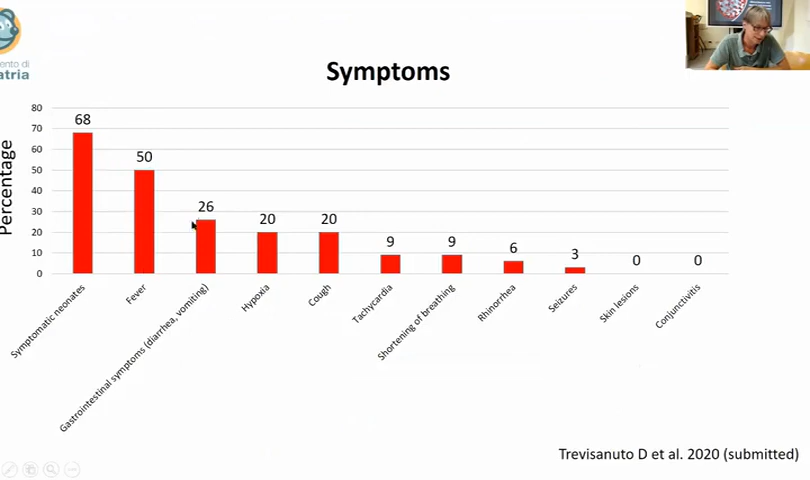 ento di
atria
Symptoms
Percentage
80
70
60
50
40
30
20
10
0
68
50
26
20
20
9
9
6
3
0
0
Symptomatic neonates
Fever
Gastrointestinal symptoms (diarrhea, vomiting)
Hypoxia
Cough
Tachycardia
Shortening of breathing
Rhinorrhea
Seizures
Skin lesions
Conjunctivitis
Trevisanuto D et al. 2020 (submitted)